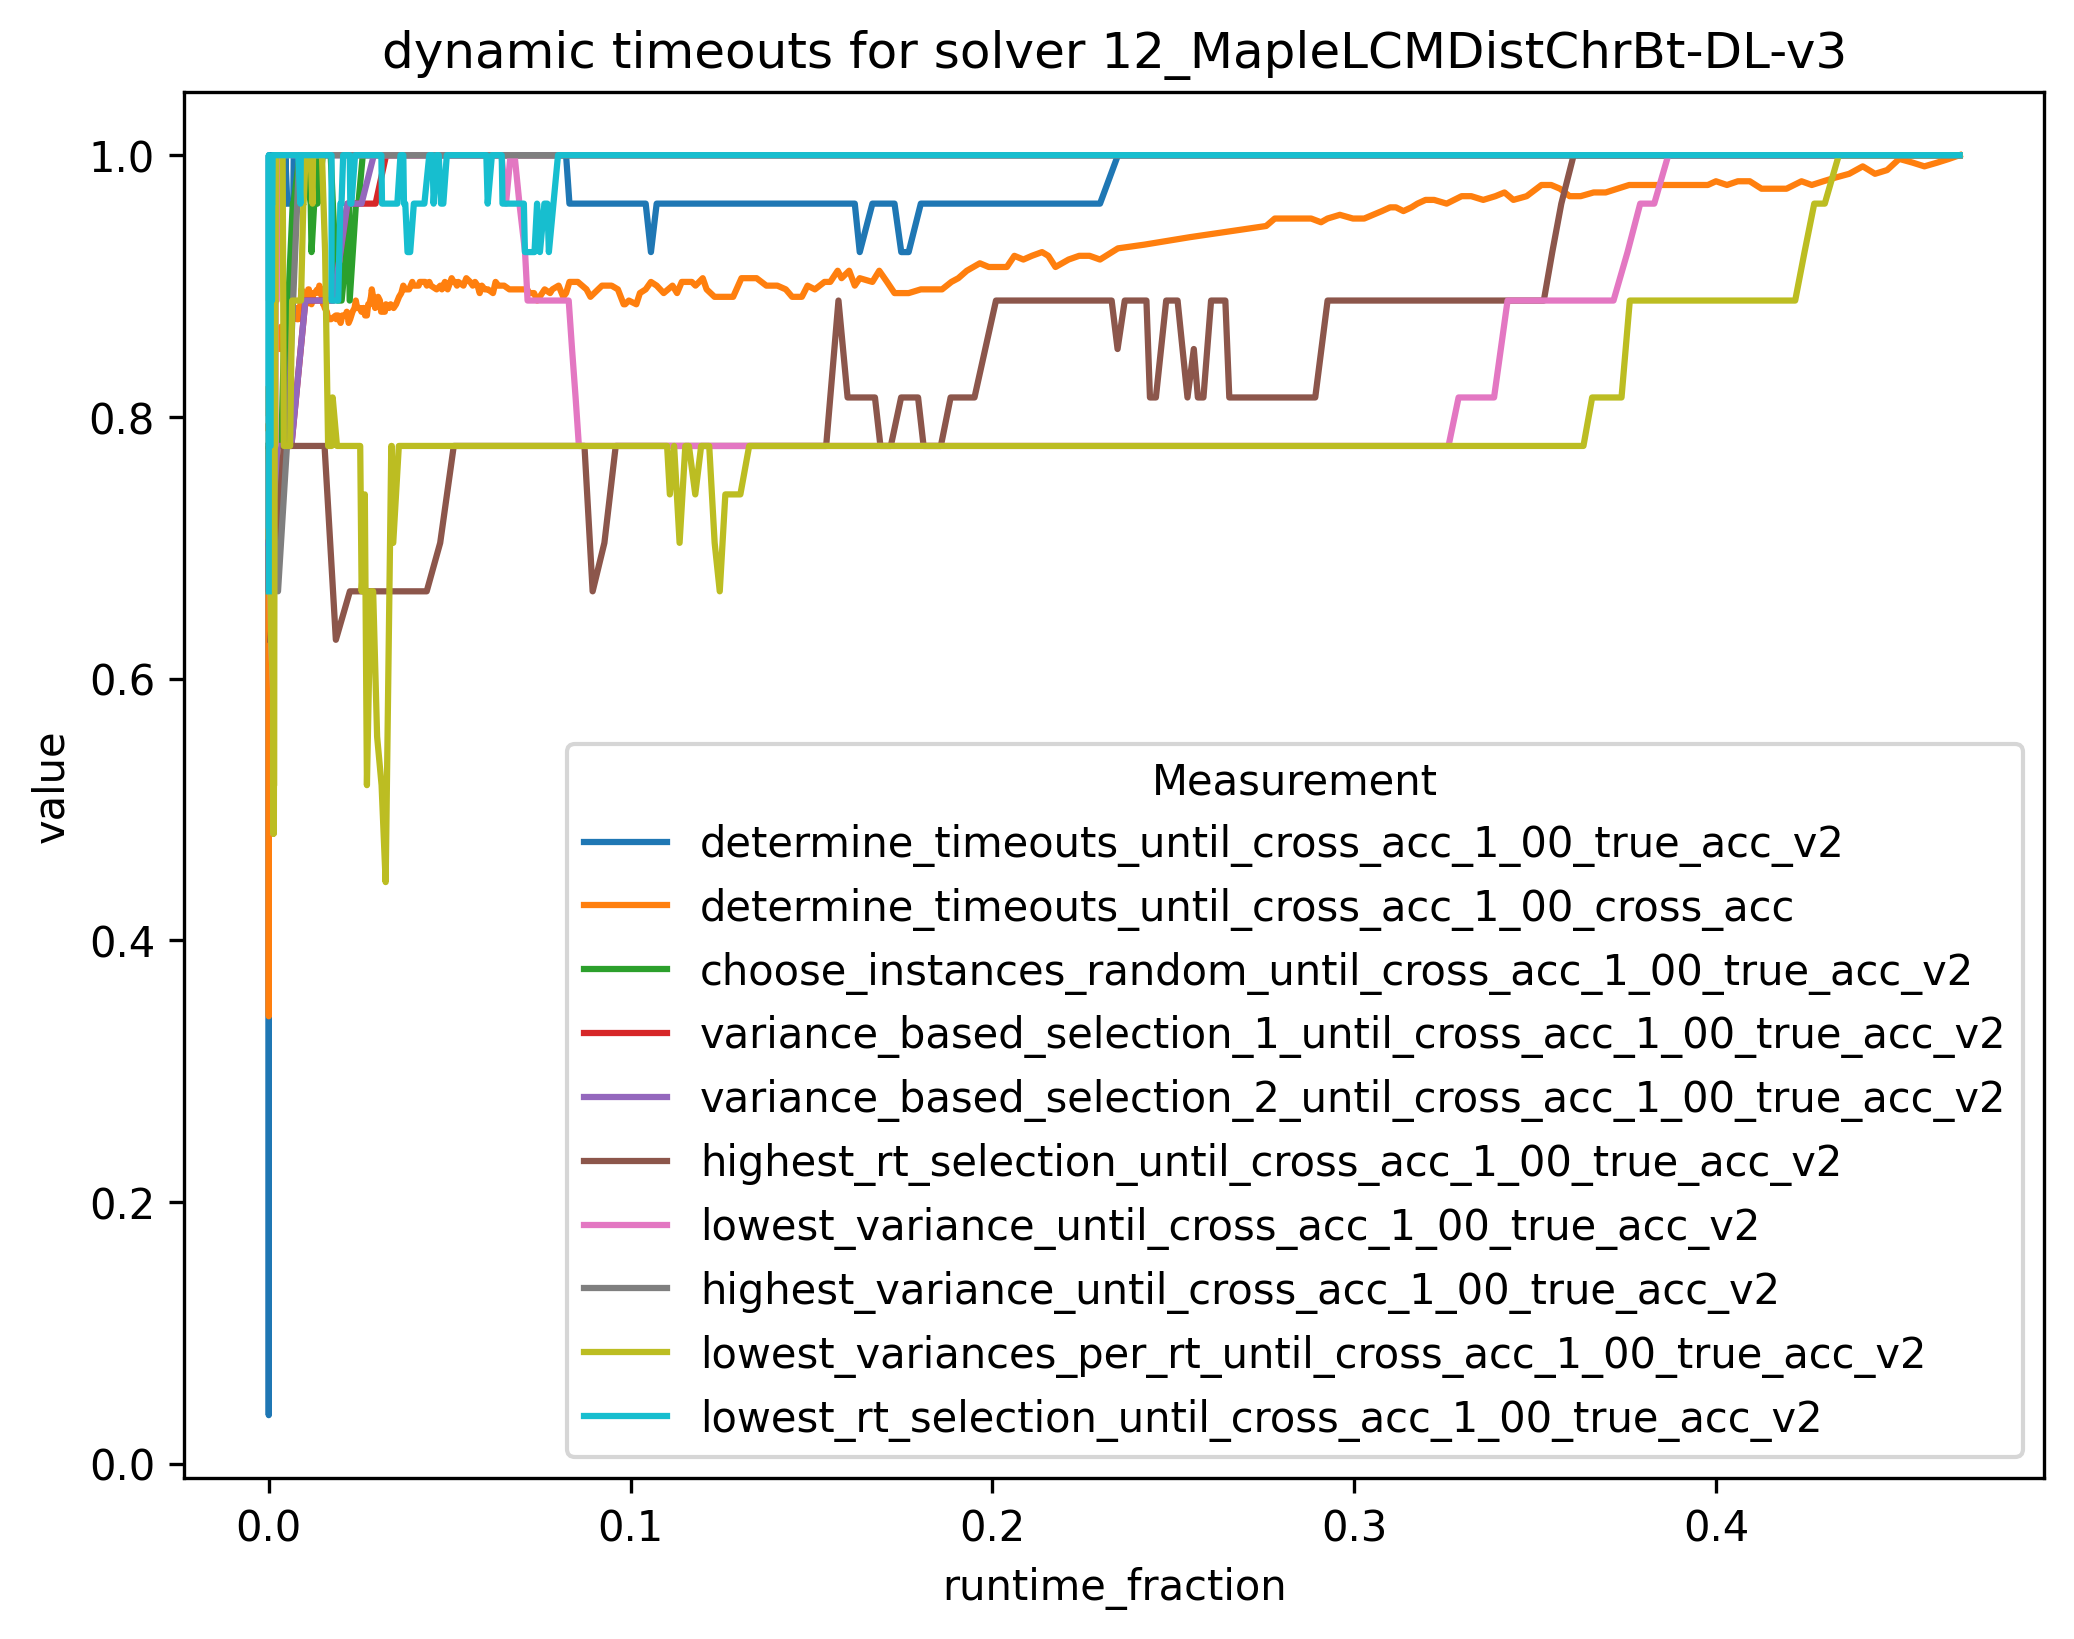 dynamic timeouts for solver 12_MapleLCMDistChrBt-DL-v3
1.0
0.8
0.6
0.4
0.2
0.0
value
Measurement
determine_timeouts_until_cross_acc_1_00_true_acc_v2
determine_timeouts_until_cross_acc_1_00_cross_acc
choose_instances_random_until_cross_acc_1_00_true_acc_v2
variance_based_selection_1_until_cross_acc_1_00_true_acc_v2
variance_based_selection_2_until_cross_acc_1_00_true_acc_v2
highest_rt_selection_until_cross_acc_1_00_true_acc_v2
lowest_variance_until_cross_acc_1_00_true_acc_v2
highest_variance_until_cross_acc_1_00_true_acc_v2
lowest_variances_per_rt_until_cross_acc_1_00_true_acc_v2
lowest_rt_selection_until_cross_acc_1_00_true_acc_v2
0.0 0.1 0.2 0.3 0.4
runtime_fraction